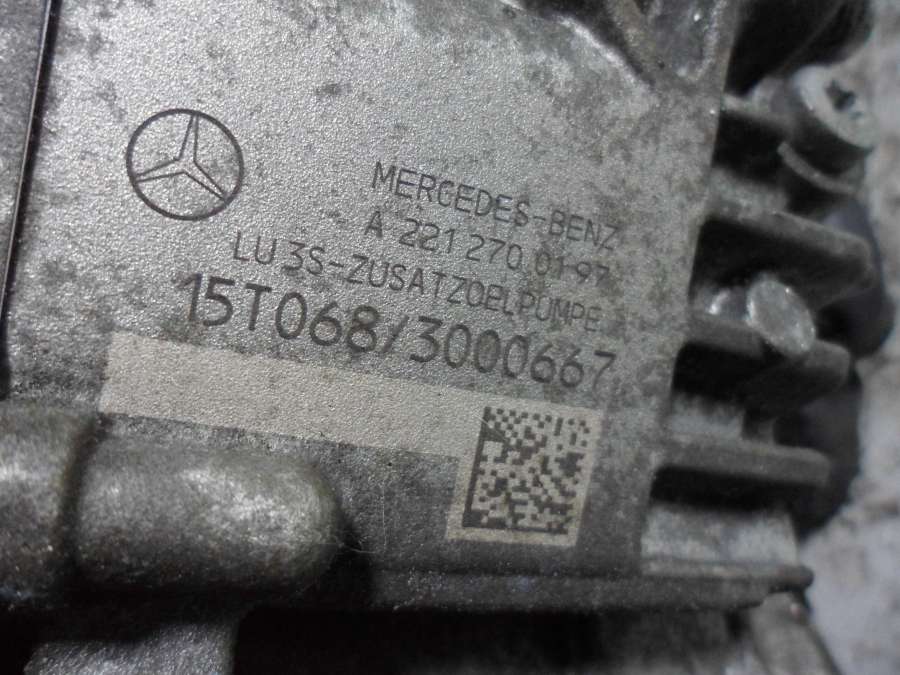 MERCEDES-BENZ
A 221 270 01 97
LU 3S-ZUSATZOELPUMPE
15T068/3000667